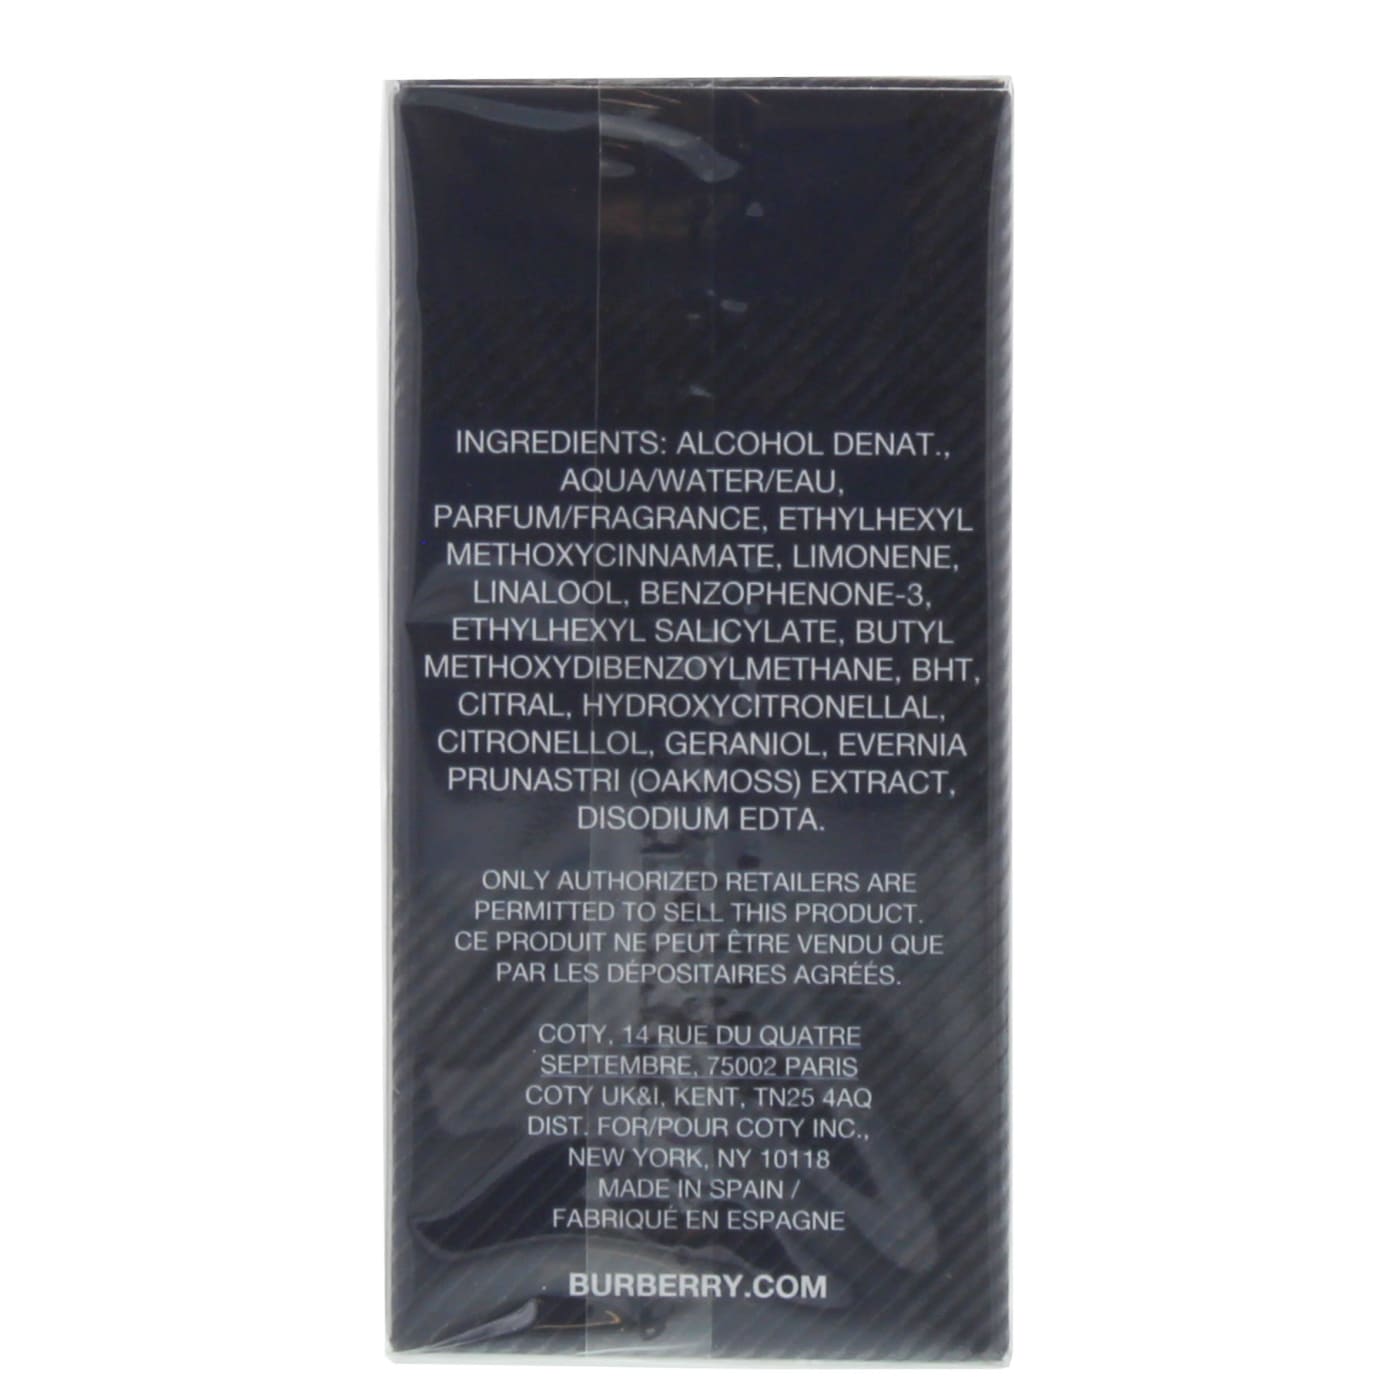 INGREDIENTS: ALCOHOL DENAT.,
AQUA/WATER/EAU,
PARFUM/FRAGRANCE, ETHYLHEXYL
METHOXYCINNAMATE, LIMONENE,
LINALOOL, BENZOPHENONE-3,
ETHYLHEXYL SALICYLATE, BUTYL
METHOXYDIBENZOYLMETHANE, BHT,
CITRAL, HYDROXYCITRONELLAL,
CITRONELLOL, GERANIOL, EVERNIA
PRUNASTRI (OAKMOSS) EXTRACT,
DISODIUM EDTA.
ONLY AUTHORIZED RETAILERS ARE
PERMITTED TO SELL THIS PRODUCT.
CE PRODUIT NE PEUT ÊTRE VENDU QUE
PAR LES DÉPOSITAIRES AGRÉÉS.
COTY, 14 RUE DU QUATRE
SEPTEMBRE, 75002 PARIS
COTY UK&I, KENT, TN25 4AQ
DIST. FOR/POUR COTY INC.,
NEW YORK, NY 10118
MADE IN SPAIN /
FABRIQUÉ EN ESPAGNE
BURBERRY.COM